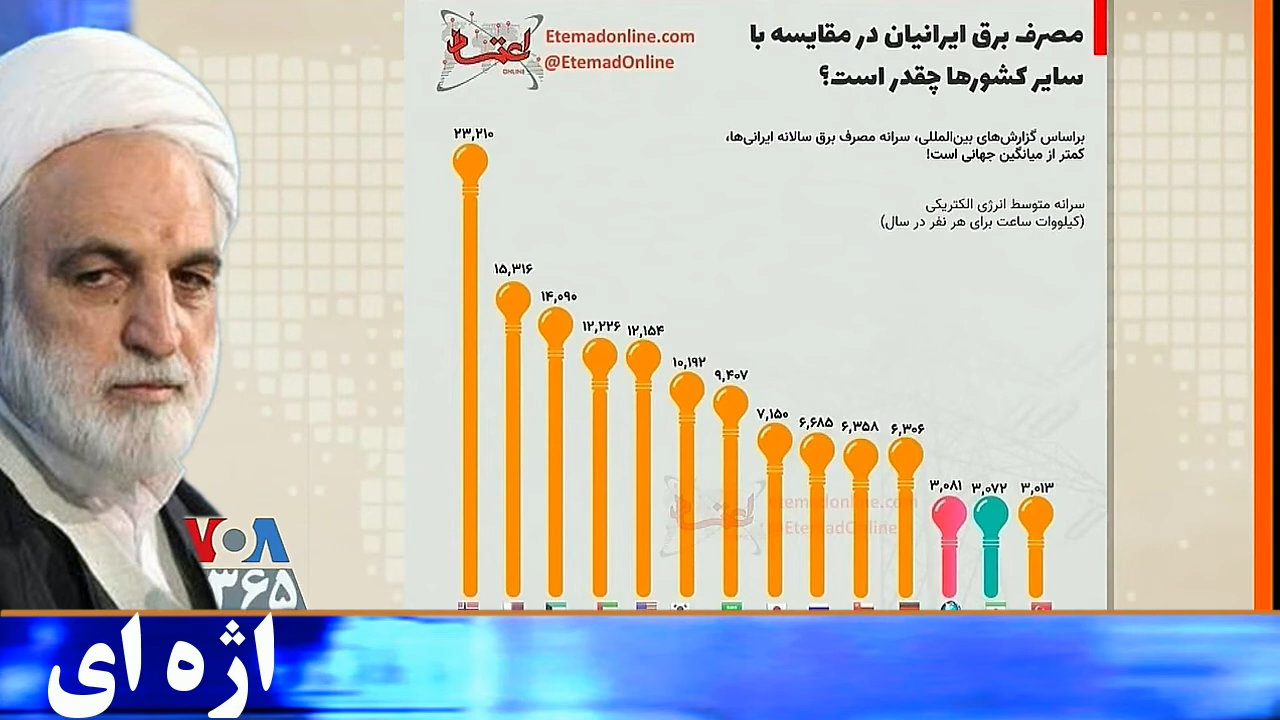 Etemadonline.com
@EtemadOnline
اعتماد
ONLINE
مصرف برق ایرانیان در مقایسه با
سایر کشورها چقدر است؟
براساس گزارش‌های بین‌المللی، سرانه مصرف برق سالانه ایرانی‌ها،
کمتر از میانگین جهانی است!
سرانه متوسط انرژی الکتریکی
(کیلووات ساعت برای هر نفر در سال)
۲۳,۲۱۰
۱۵,۳۱۶
۱۴,۰۹۰
۱۲,۲۲۶
۱۲,۱۵۴
۱۰,۱۹۲
۹,۴۰۷
۷,۱۵۰
۶,۶۸۵
۶,۳۵۸
۶,۳۰۶
۳,۰۸۱
۳,۰۷۲
۳,۰۱۳
اعتماد
Etemadonline.com
@EtemadOnline
VOA
۳۶۵
اژه ای